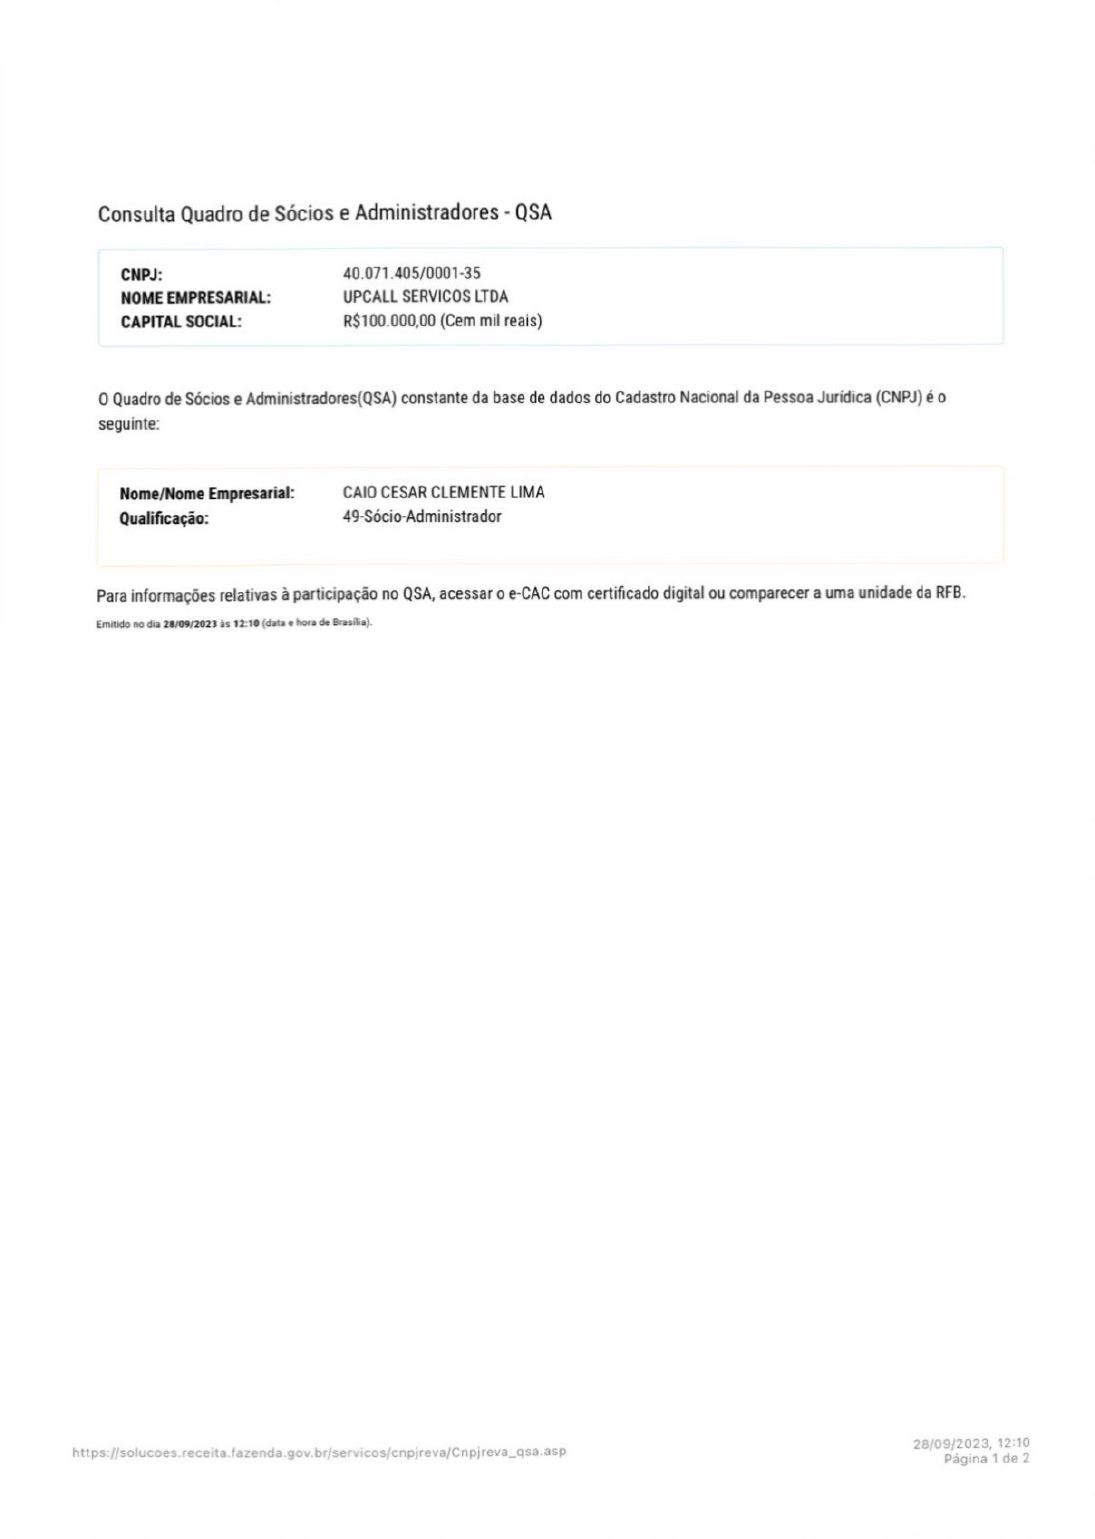 Consulta Quadro de Sócios e Administradores - QSA
CNPJ: 40.071.405/0001-35
NOME EMPRESARIAL: UPCALL SERVICOS LTDA
CAPITAL SOCIAL: R$100.000,00 (Cem mil reais)
O Quadro de Sócios e Administradores(QSA) constante da base de dados do Cadastro Nacional da Pessoa Jurídica (CNPJ) é o
seguinte:
Nome/Nome Empresarial: CAIO CESAR CLEMENTE LIMA
Qualificação: 49-Sócio-Administrador
Para informações relativas à participação no QSA, acessar o e-CAC com certificado digital ou comparecer a uma unidade da RFB.
Emitido no dia 28/09/2023 às 12:10 (data e hora de Brasília).
https://solucoes.receita.fazenda.gov.br/servicos/cnpjreva/Cnpjreva_qsa.asp
28/09/2023, 12:10
Página 1 de 2